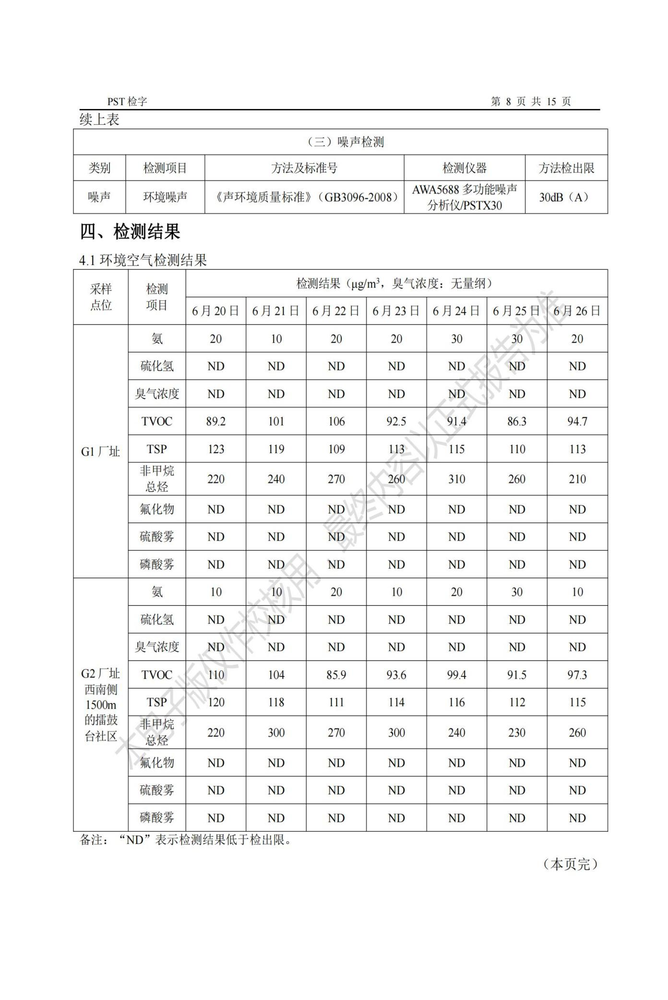 PST 检字 第 8 页 共 15 页
续上表
（三）噪声检测
类别 检测项目 方法及标准号 检测仪器 方法检出限
噪声 环境噪声 《声环境质量标准》（GB3096-2008） AWA5688 多功能噪声 30dB（A）
分析仪/PSTX30
四、检测结果
4.1 环境空气检测结果
采样 检测 检测结果（μg/m³，臭气浓度：无量纲）
点位 项目 6 月 20 日 6 月 21 日 6 月 22 日 6 月 23 日 6 月 24 日 6 月 25 日 6 月 26 日
氨 20 10 20 20 30 30 20
硫化氢 ND ND ND ND ND ND ND
臭气浓度 ND ND ND ND ND ND ND
TVOC 89.2 101 106 92.5 91.4 86.3 94.7
G1 厂址 TSP 123 119 109 113 115 110 113
非甲烷
总烃 220 240 270 260 310 260 210
氟化物 ND ND ND ND ND ND ND
硫酸雾 ND ND ND ND ND ND ND
磷酸雾 ND ND ND ND ND ND ND
氨 10 10 20 10 20 30 10
硫化氢 ND ND ND ND ND ND ND
臭气浓度 ND ND ND ND ND ND ND
G2 厂址 TVOC 110 104 85.9 93.6 99.4 91.5 97.3
西南侧
1500m TSP 120 118 111 114 116 112 115
的擂鼓 非甲烷
台社区 总烃 220 300 270 300 240 230 260
氟化物 ND ND ND ND ND ND ND
硫酸雾 ND ND ND ND ND ND ND
磷酸雾 ND ND ND ND ND ND ND
备注：“ND”表示检测结果低于检出限。
（本页完）
本电子版仅作校核用，最终内容以正式报告为准